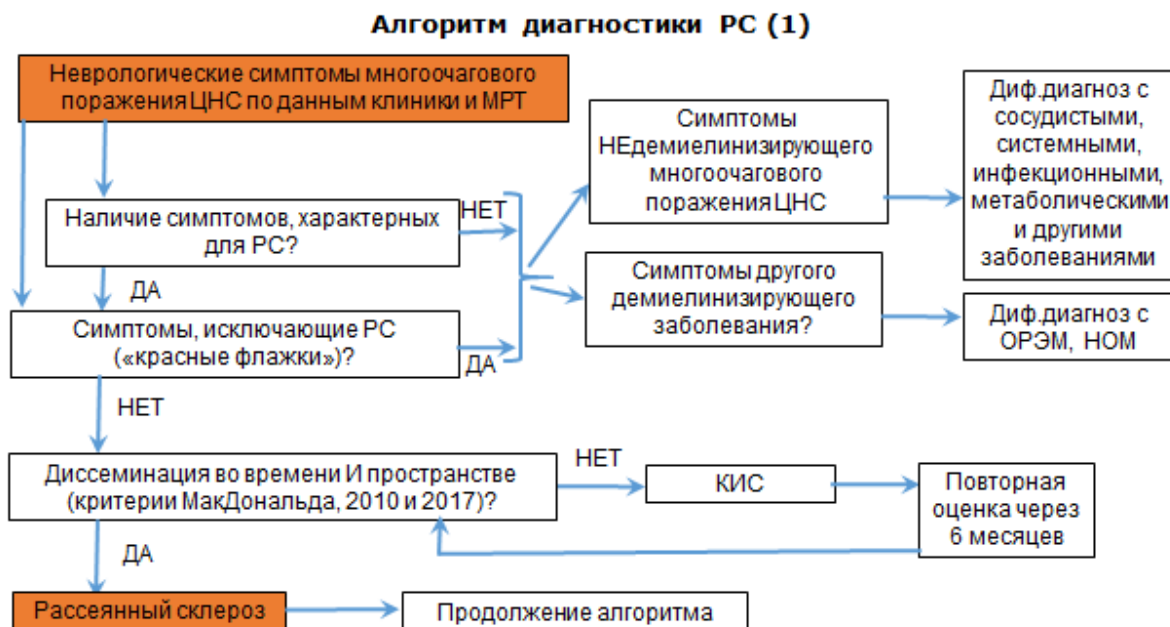 Алгоритм диагностики РС (1)
Неврологические симптомы многоочагового
поражения ЦНС по данным клиники и МРТ
Симптомы
НЕдемиелинизирующего
многоочагового
поражения ЦНС
Диф.диагноз с
сосудистыми,
системными,
инфекционными,
метаболическими
и другими
заболеваниями
Наличие симптомов, характерных
для РС?
НЕТ
ДА
Симптомы другого
демиелинизирующего
заболевания?
Диф.диагноз с
ОРЭМ, НОМ
Симптомы, исключающие РС
(«красные флажки»)?
ДА
НЕТ
Диссеминация во времени И пространстве
(критерии МакДональда, 2010 и 2017)?
НЕТ
КИС
Повторная
оценка через
6 месяцев
ДА
Рассеянный склероз
Продолжение алгоритма